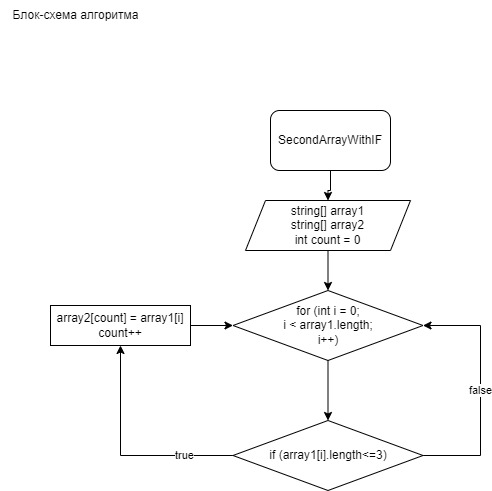 Блок-схема алгоритма
SecondArrayWithIF
string[] array1
string[] array2
int count = 0
for (int i = 0;
i < array1.length;
i++)
array2[count] = array1[i]
count++
false
true
if (array1[i].length<=3)